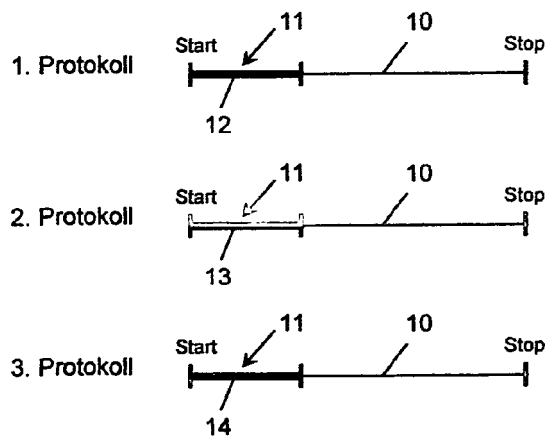 11 10
Start Stop
1. Protokoll
12
11 10
Start Stop
2. Protokoll
13
11 10
Start Stop
3. Protokoll
14